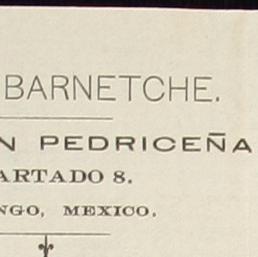 BARNETCHE.
N PEDRICEÑA
ARTADO 8.
NGO, MEXICO.